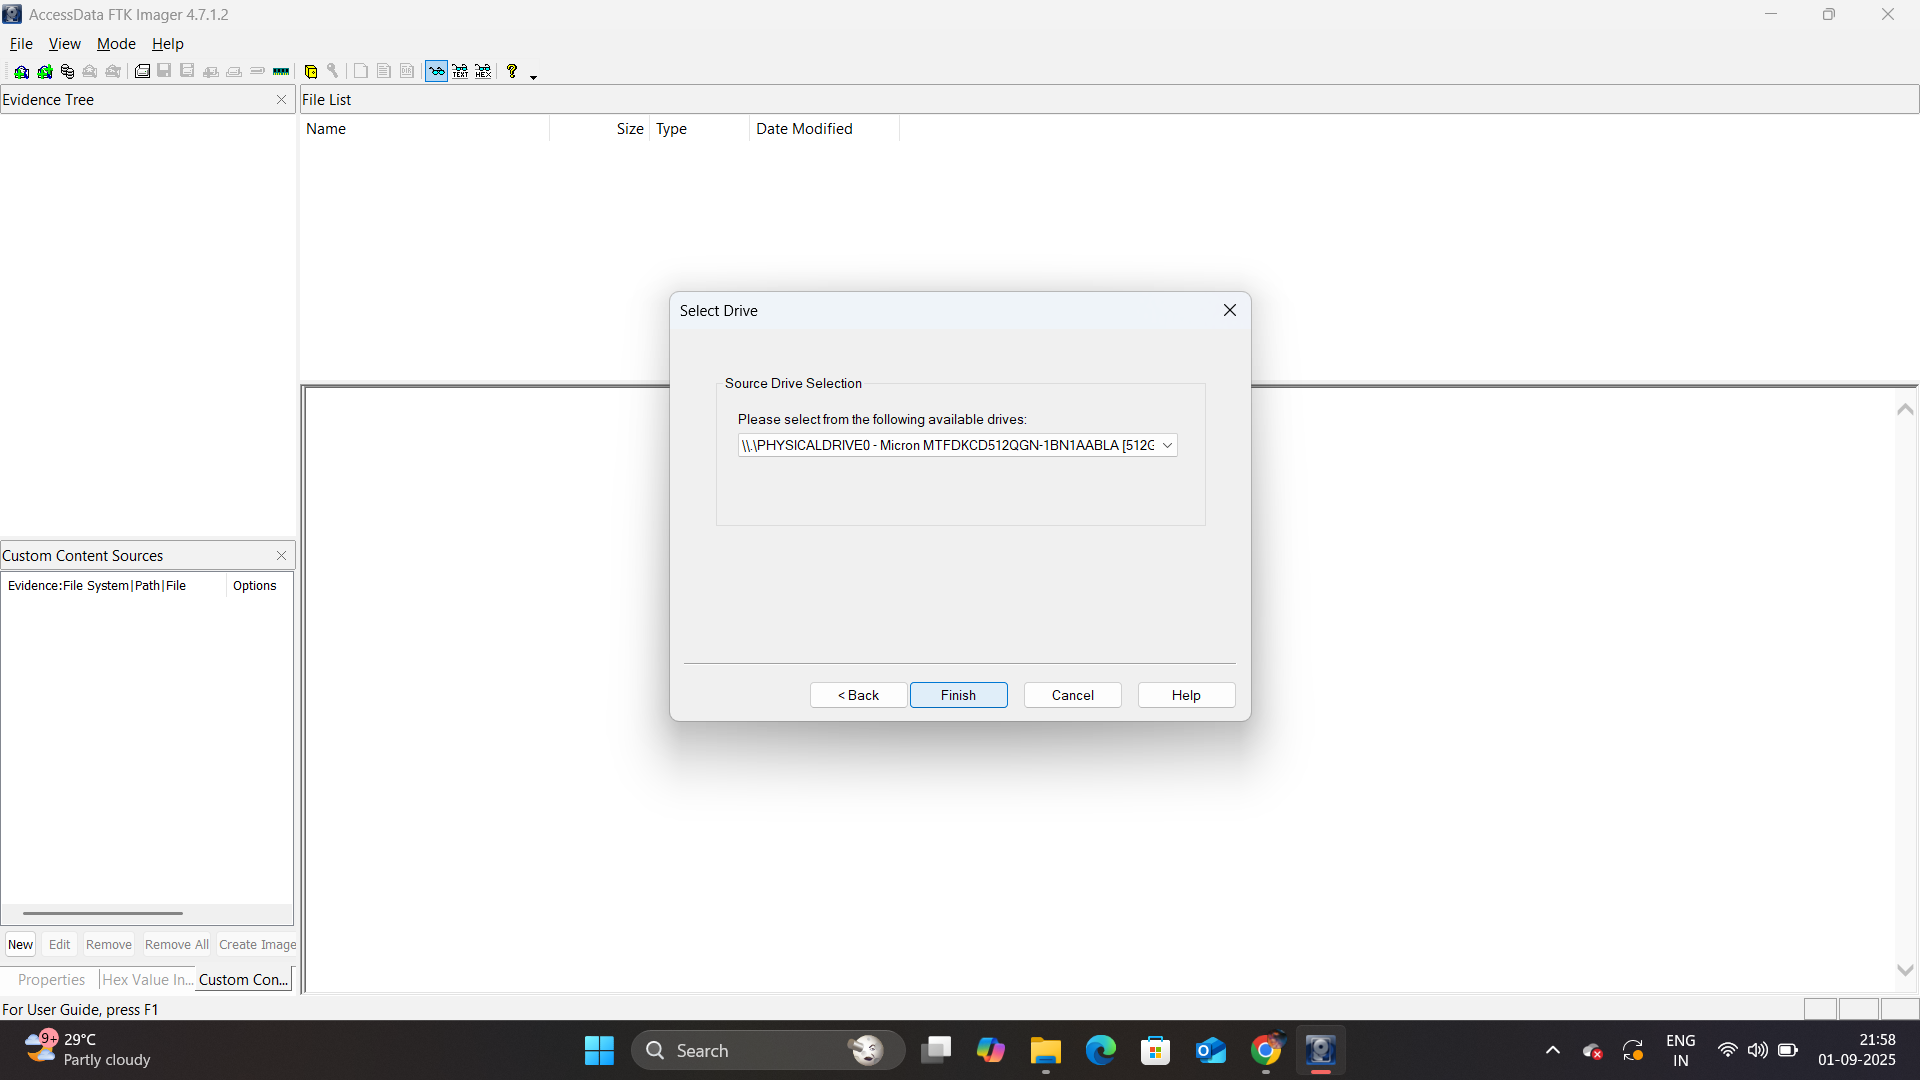 AccessData FTK Imager 4.7.1.2
File View Mode Help
TEXT HEX
Evidence Tree
File List
Name Size Type Date Modified
Select Drive
Source Drive Selection
Please select from the following available drives:
\\.\PHYSICALDRIVE0 - Micron MTFDKCD512QGN-1BN1AABLA [512G
< Back Finish Cancel Help
Custom Content Sources
Evidence:File System|Path|File Options
New Edit Remove Remove All Create Image
Properties Hex Value In... Custom Con...
For User Guide, press F1
9+ 29°C
Partly cloudy
Search
ENG
IN
21:58
01-09-2025